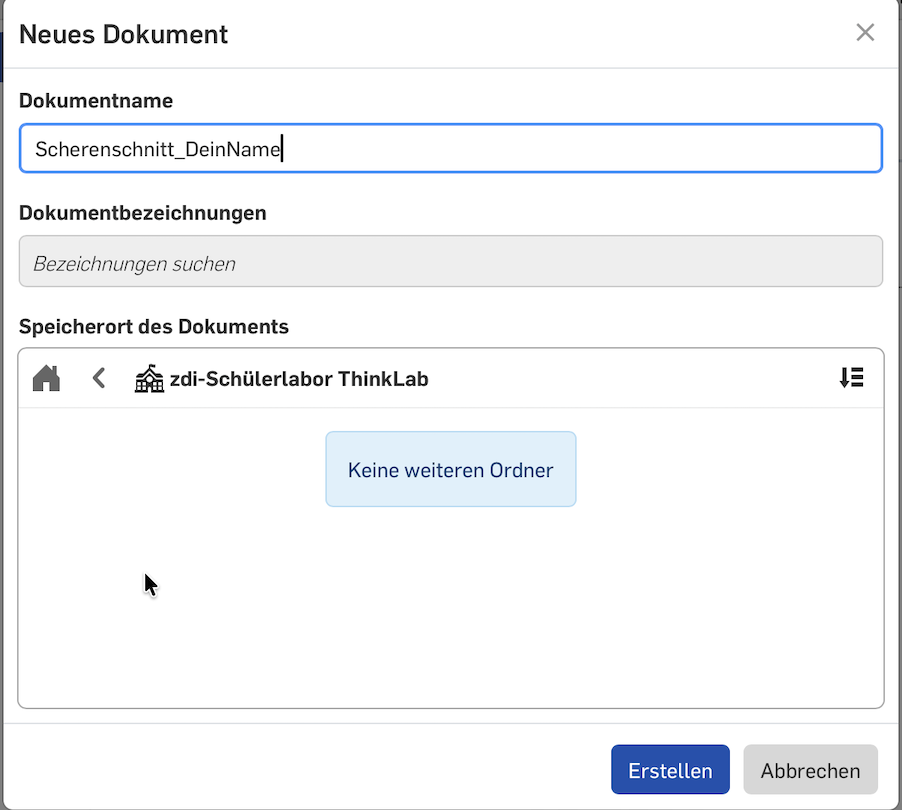 Neues Dokument
Dokumentname
Scherenschnitt_DeinName
Dokumentbezeichnungen
Bezeichnungen suchen
Speicherort des Dokuments
zdi-Schülerlabor ThinkLab
Keine weiteren Ordner
Erstellen Abbrechen